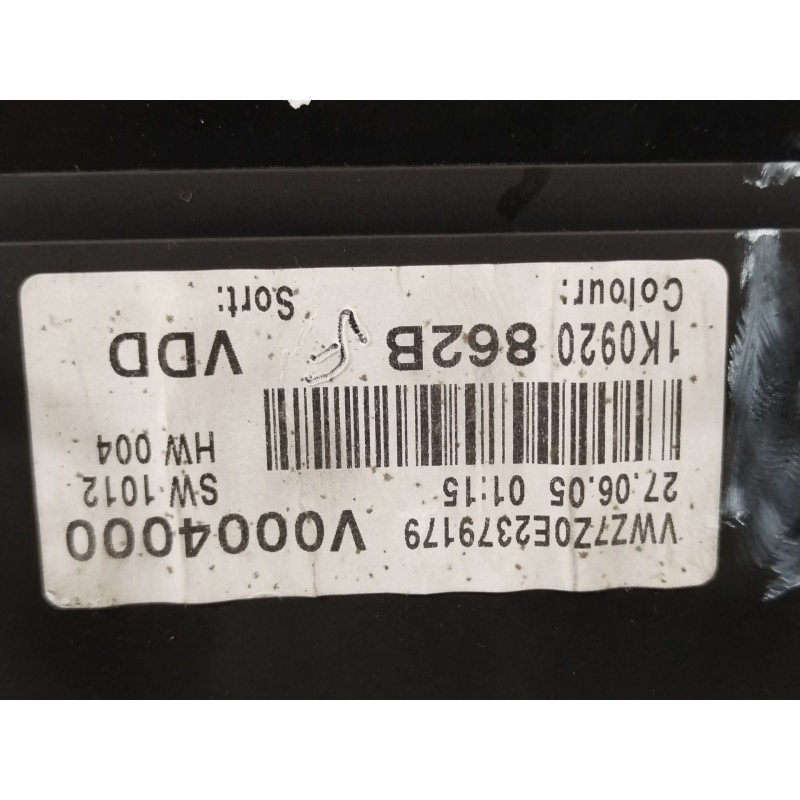 VWZ7Z0E2379179 V0004000
27.06.05 01:15 SW 1012
HW 004
1K0920 862B VDD
Colour: Sort: